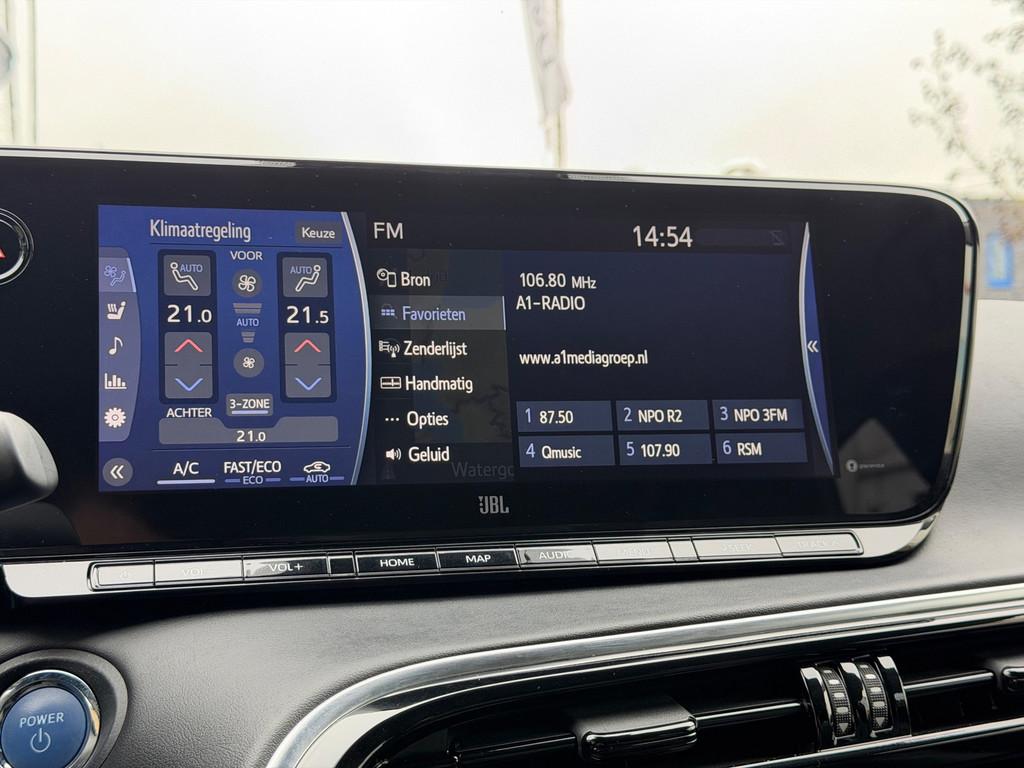 Klimaatregeling
Keuze
FM
14:54
VOOR
AUTO
AUTO
Bron
106.80 MHz
21.0
AUTO
21.5
Favorieten
A1-RADIO
Zenderlijst
www.a1mediagroep.nl
3-ZONE
Handmatig
ACHTER
Opties
1 87.50
2 NPO R2
3 NPO 3FM
21.0
Geluid
4 Qmusic
5 107.90
6 RSM
A/C
FAST/ECO
ECO
AUTO
JBL
VOL+
HOME
MAP
AUDIO
POWER